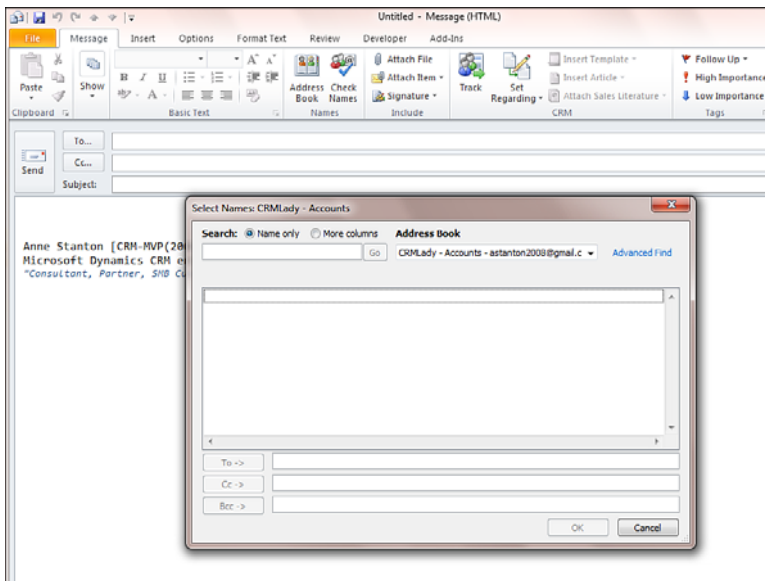 Untitled - Message (HTML)
File Message Insert Options Format Text Review Developer Add-Ins
Paste
Show
B I U
Address Book
Check Names
Attach File
Attach Item
Signature
Track
Set Regarding
Insert Template
Insert Article
Attach Sales Literature
Follow Up
High Importance
Low Importance
Clipboard Basic Text Names Include CRM Tags
Send
To...
Cc...
Subject:
Anne Stanton [CRM-MVP(20
Microsoft Dynamics CRM e
"Consultant, Partner, SMB Cu
Select Names: CRMLady - Accounts
Search: Name only More columns Address Book
Go CRMLady - Accounts - astanton2008@gmail.c Advanced Find
To ->
Cc ->
Bcc ->
OK Cancel